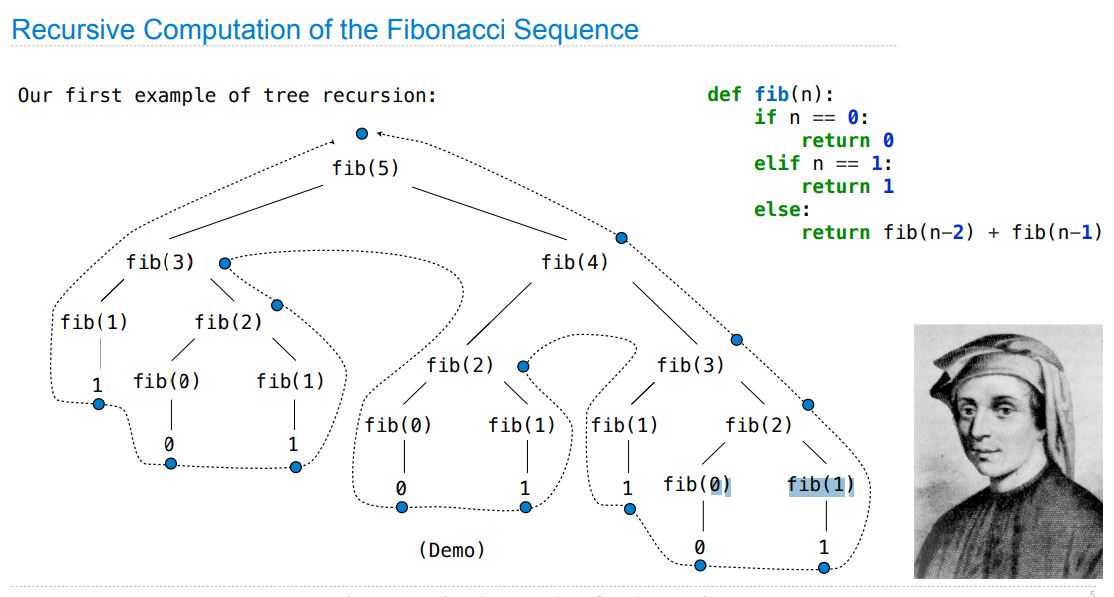 Recursive Computation of the Fibonacci Sequence
Our first example of tree recursion:
def fib(n):
if n == 0:
return 0
elif n == 1:
return 1
else:
return fib(n-2) + fib(n-1)
fib(5)
fib(3)
fib(4)
fib(1)
fib(2)
fib(2)
fib(3)
1
fib(0)
fib(1)
fib(0)
fib(1)
fib(1)
fib(2)
0
1
0
1
1
fib(0)
fib(1)
(Demo)
0
1
5